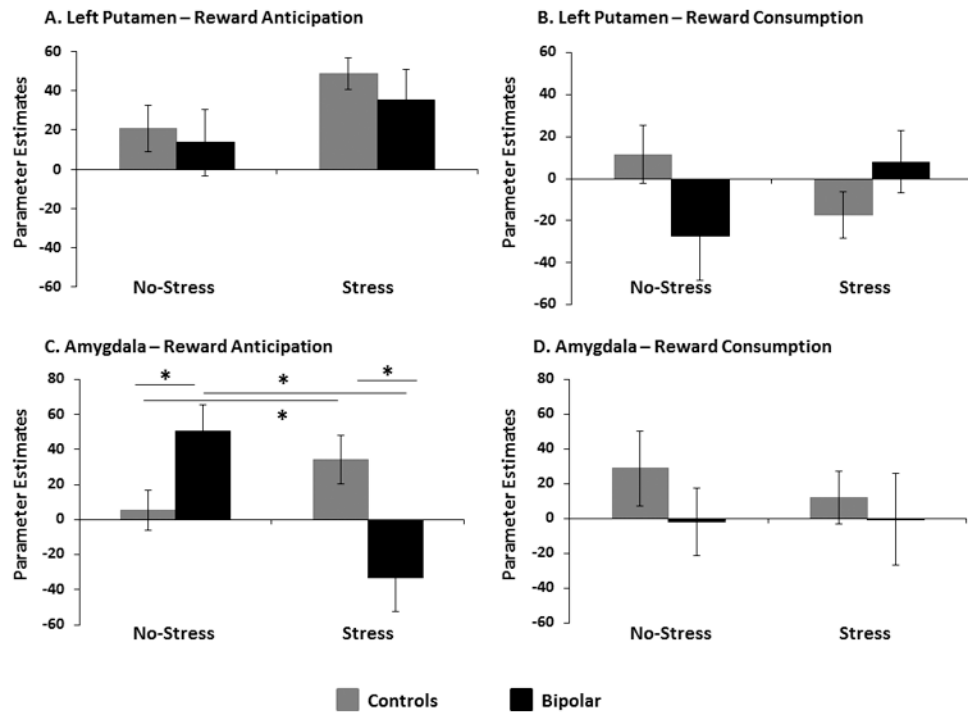 A. Left Putamen – Reward Anticipation
Parameter Estimates
60
40
20
0
-20
-40
-60
No-Stress
Stress
B. Left Putamen – Reward Consumption
Parameter Estimates
60
40
20
0
-20
-40
-60
No-Stress
Stress
C. Amygdala – Reward Anticipation
Parameter Estimates
80
60
40
20
0
-20
-40
-60
* * *
*
No-Stress
Stress
D. Amygdala – Reward Consumption
Parameter Estimates
80
60
40
20
0
-20
-40
-60
No-Stress
Stress
Controls
Bipolar